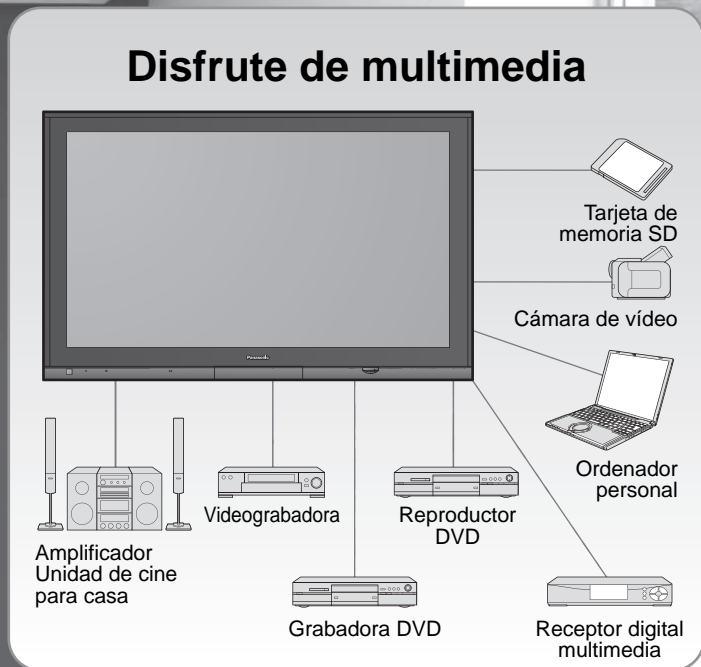 Disfrute de multimedia
Panasonic
Tarjeta de
memoria SD
Cámara de vídeo
Ordenador
personal
Videograbadora
Reproductor
DVD
Amplificador
Unidad de cine
para casa
Grabadora DVD
Receptor digital
multimedia